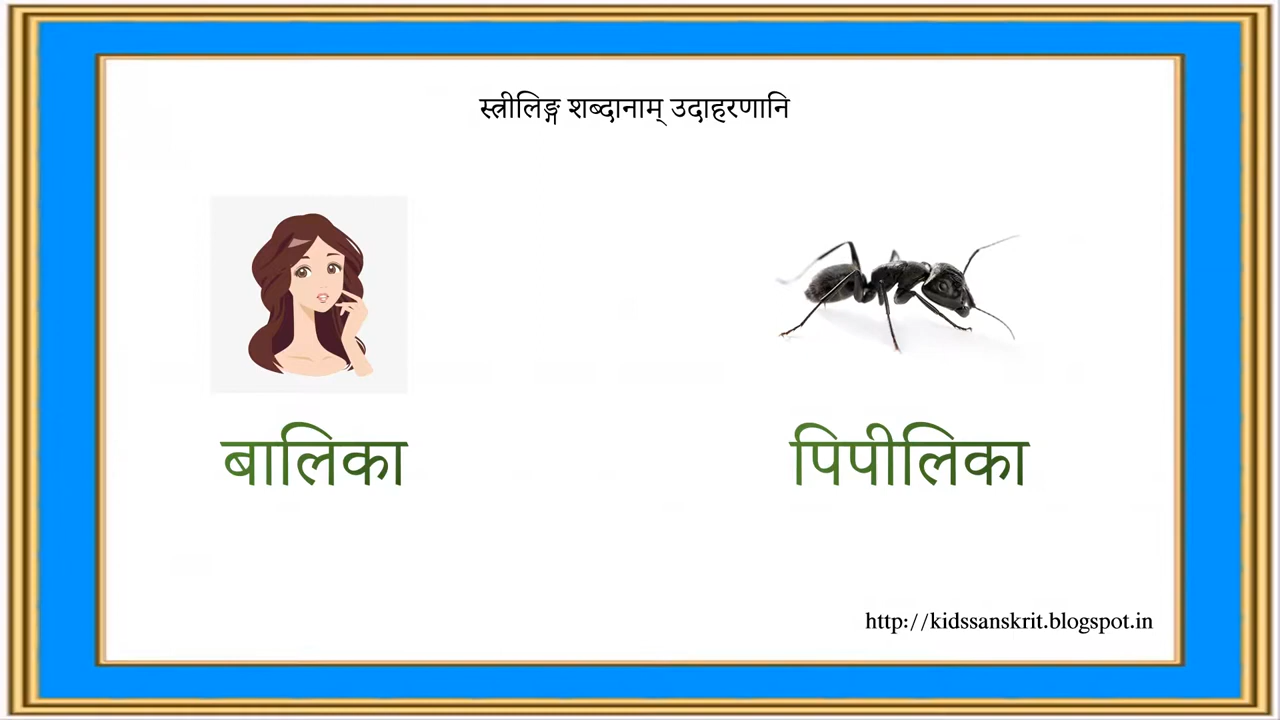 स्त्रीलिङ्ग शब्दानाम् उदाहरणानि
बालिका
पिपीलिका
http://kidssanskrit.blogspot.in